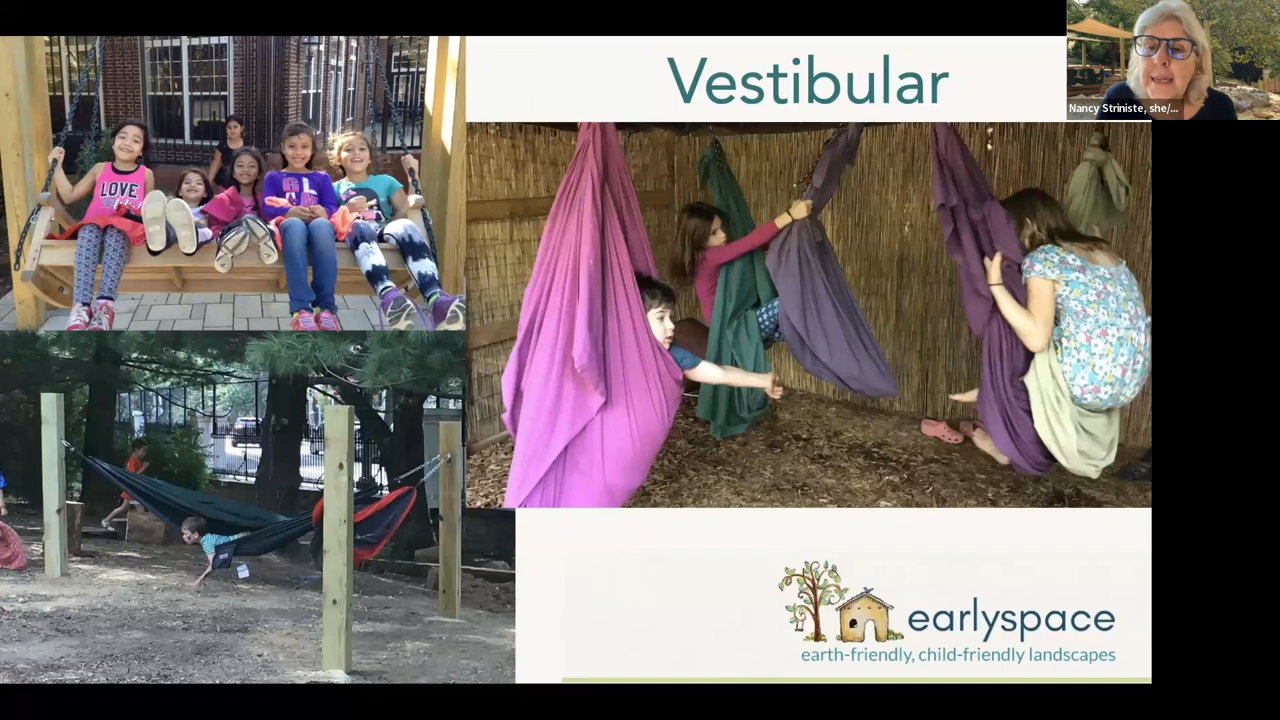 Vestibular
Nancy Striniste, she/...
LOVE
earlyspace
earth-friendly, child-friendly landscapes